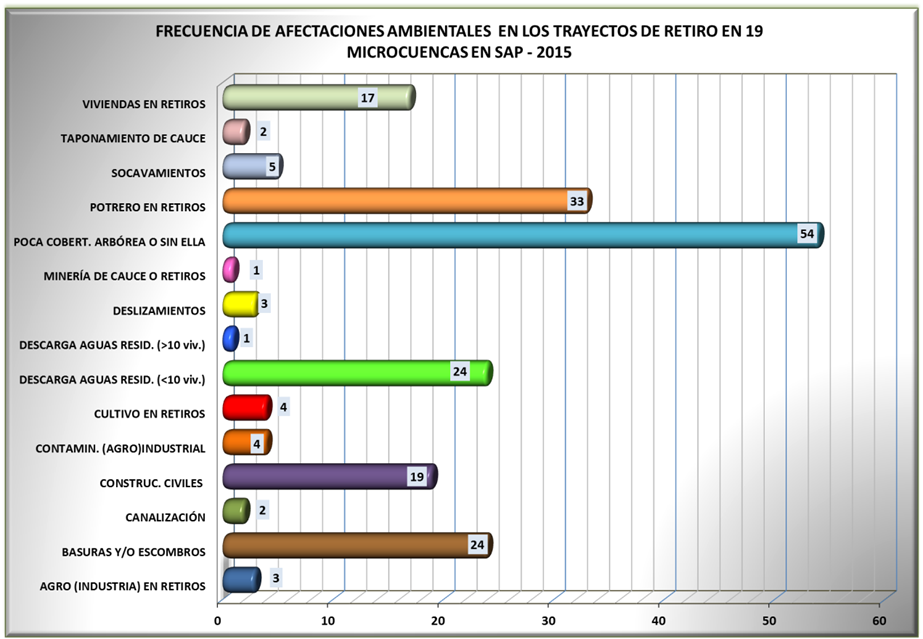 FRECUENCIA DE AFECTACIONES AMBIENTALES EN LOS TRAYECTOS DE RETIRO EN 19
MICROCUENCAS EN SAP - 2015
VIVIENDAS EN RETIROS 17
TAPONAMIENTO DE CAUCE 2
SOCAVAMIENTOS 5
POTRERO EN RETIROS 33
POCA COBERT. ARBÓREA O SIN ELLA 54
MINERÍA DE CAUCE O RETIROS 1
DESLIZAMIENTOS 3
DESCARGA AGUAS RESID. (>10 viv.) 1
DESCARGA AGUAS RESID. (<10 viv.) 24
CULTIVO EN RETIROS 4
CONTAMIN. (AGRO)INDUSTRIAL 4
CONSTRUC. CIVILES 19
CANALIZACIÓN 2
BASURAS Y/O ESCOMBROS 24
AGRO (INDUSTRIA) EN RETIROS 3
0 10 20 30 40 50 60